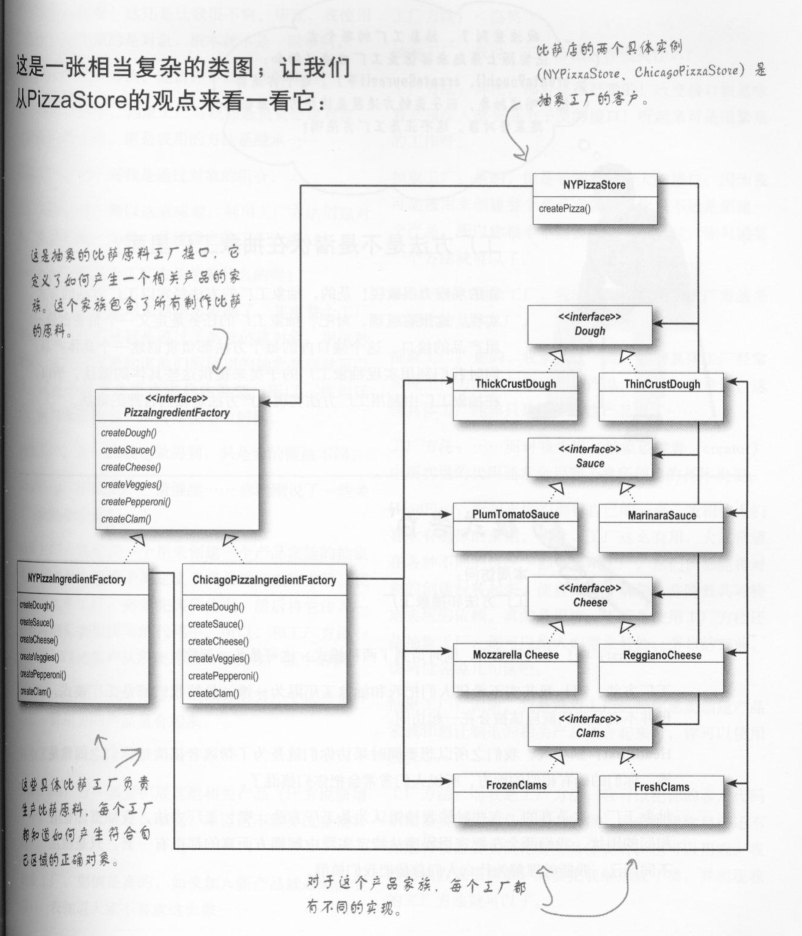 这是一张相当复杂的类图；让我们
从PizzaStore的观点来看一看它：
比萨店的两个具体实例
(NYPizzaStore、ChicagoPizzaStore) 是
抽象工厂的客户。
NYPizzaStore
createPizza()
这是抽象的比萨原料工厂接口，它
定义了如何产生一个相关产品的家
族。这个家族包含了所有制作比萨
的原料。
<<interface>>
Dough
ThickCrustDough
ThinCrustDough
<<interface>>
PizzaIngredientFactory
createDough()
createSauce()
createCheese()
createVeggies()
createPepperoni()
createClam()
<<interface>>
Sauce
PlumTomatoSauce
MarinaraSauce
NYPizzaIngredientFactory
createDough()
createSauce()
createCheese()
createVeggies()
createPepperoni()
createClam()
ChicagoPizzaIngredientFactory
createDough()
createSauce()
createCheese()
createVeggies()
createPepperoni()
createClam()
<<interface>>
Cheese
Mozzarella Cheese
ReggianoCheese
<<interface>>
Clams
FrozenClams
FreshClams
这些具体比萨工厂负责
生产比萨原料，每个工厂
都知道如何产生符合自
己区域的正确对象。
对于这个产品家族，每个工厂都
有不同的实现。